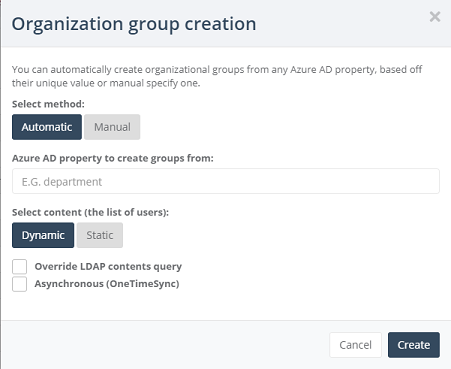 Organization group creation
×
You can automatically create organizational groups from any Azure AD property, based off
their unique value or manual specify one.
Select method:
Automatic Manual
Azure AD property to create groups from:
E.G. department
Select content (the list of users):
Dynamic Static
Override LDAP contents query
Asynchronous (OneTimeSync)
Cancel Create